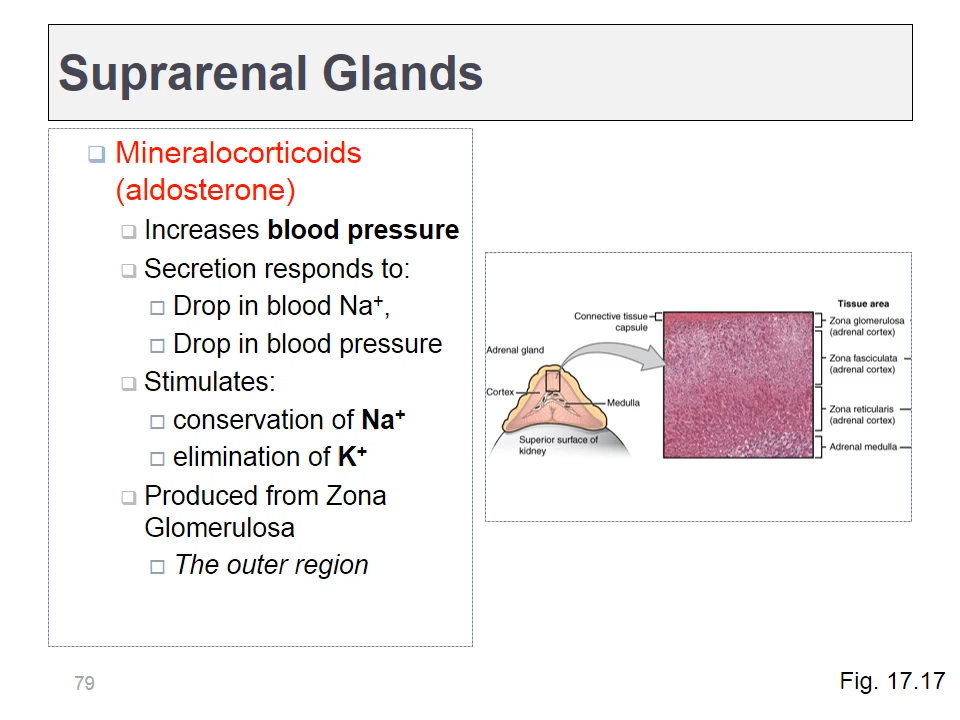 Suprarenal Glands
Mineralocorticoids
(aldosterone)
Increases blood pressure
Secretion responds to:
Drop in blood Na⁺,
Drop in blood pressure
Stimulates:
conservation of Na⁺
elimination of K⁺
Produced from Zona
Glomerulosa
The outer region
Adrenal gland
Cortex
Medulla
Superior surface of
kidney
Connective tissue
capsule
Tissue area
Zona glomerulosa
(adrenal cortex)
Zona fasciculata
(adrenal cortex)
Zona reticularis
(adrenal cortex)
Adrenal medulla
79
Fig. 17.17